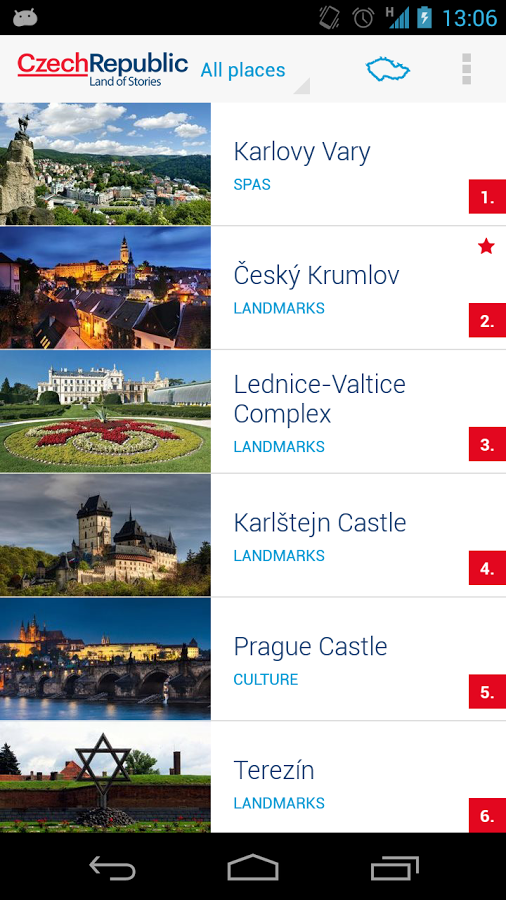 H 13:06
CzechRepublic
Land of Stories
All places
Karlovy Vary
SPAS
1.
Český Krumlov
LANDMARKS
2.
Lednice-Valtice
Complex
LANDMARKS
3.
Karlštejn Castle
LANDMARKS
4.
Prague Castle
CULTURE
5.
Terezín
LANDMARKS
6.